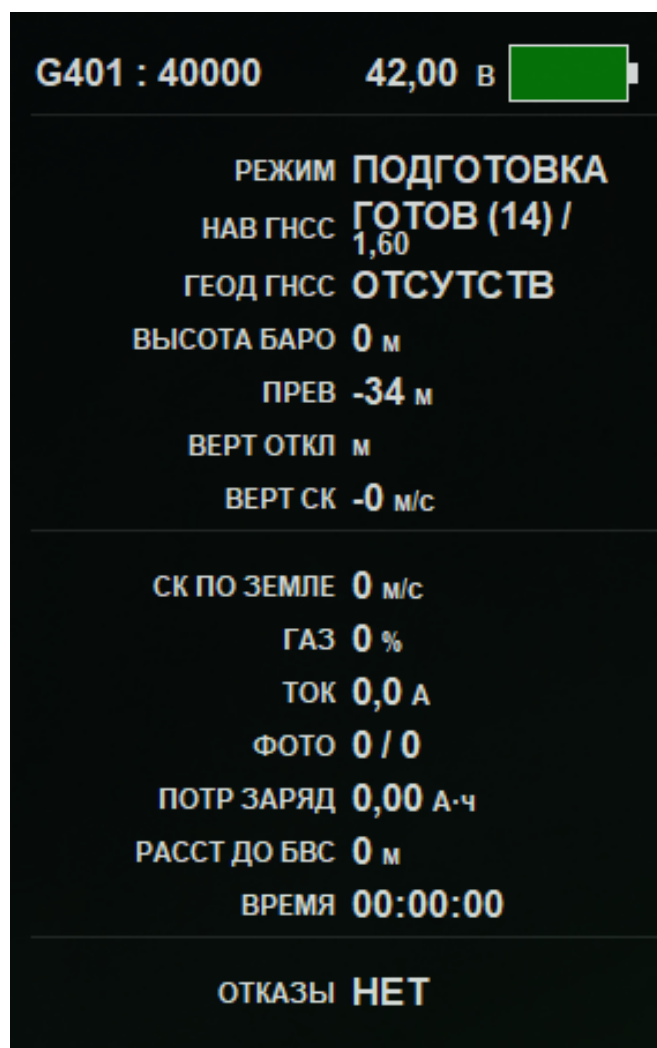 G401 : 40000 42,00 В
РЕЖИМ ПОДГОТОВКА
НАВ ГНСС ГОТОВ (14) /
1,60
ГЕОД ГНСС ОТСУТСТВ
ВЫСОТА БАРО 0 м
ПРЕВ -34 м
ВЕРТ ОТКЛ м
ВЕРТ СК -0 м/с
СК ПО ЗЕМЛЕ 0 м/с
ГАЗ 0 %
ТОК 0,0 А
ФОТО 0 / 0
ПОТР ЗАРЯД 0,00 А·ч
РАССТ ДО БВС 0 м
ВРЕМЯ 00:00:00
ОТКАЗЫ НЕТ